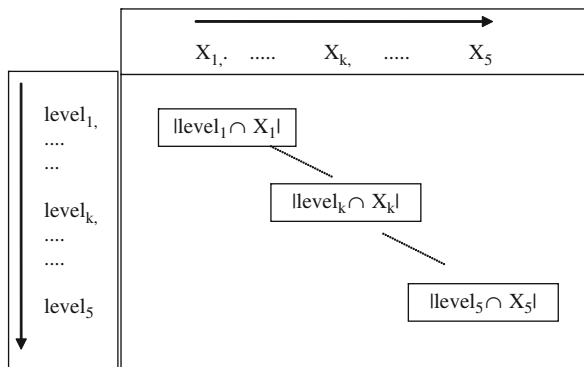 X₁,. ..... Xₖ, ..... X₅
level₁,
....
...
levelₖ,
....
....
level₅
|level₁∩ X₁|
|levelₖ∩ Xₖ|
|level₅∩ X₅|